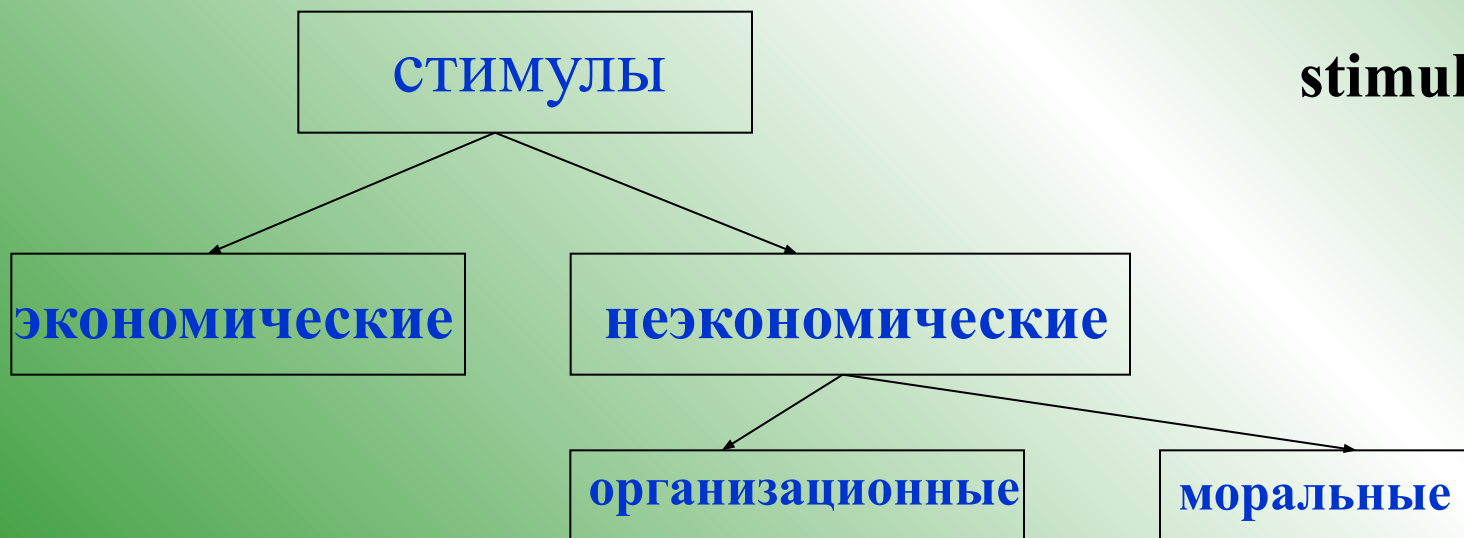 стимулы
экономические
неэкономические
организационные
моральные